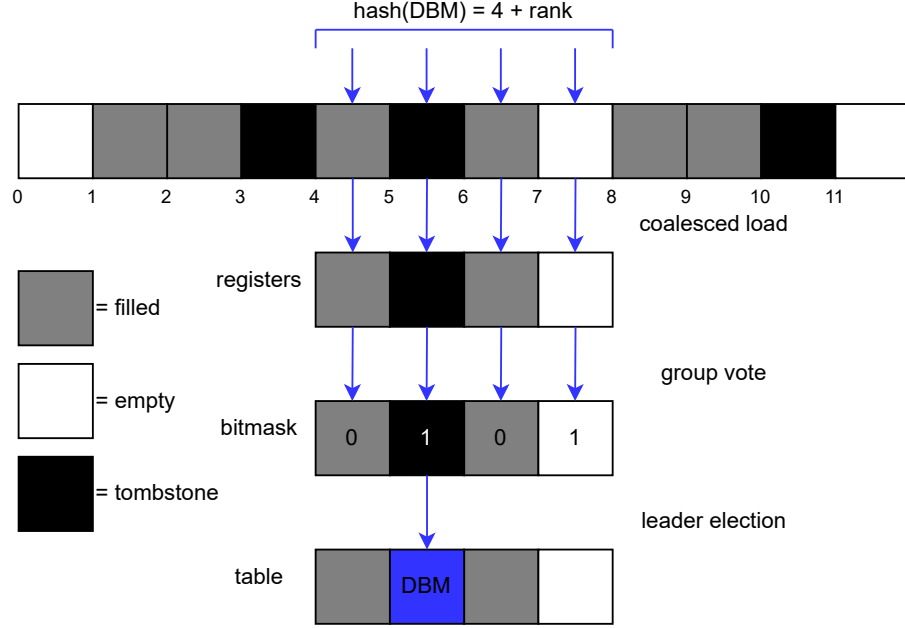 hash(DBM) = 4 + rank
0 1 2 3 4 5 6 7 8 9 10 11
coalesced load
registers
= filled
group vote
= empty
bitmask 0 1 0 1
= tombstone
leader election
table DBM